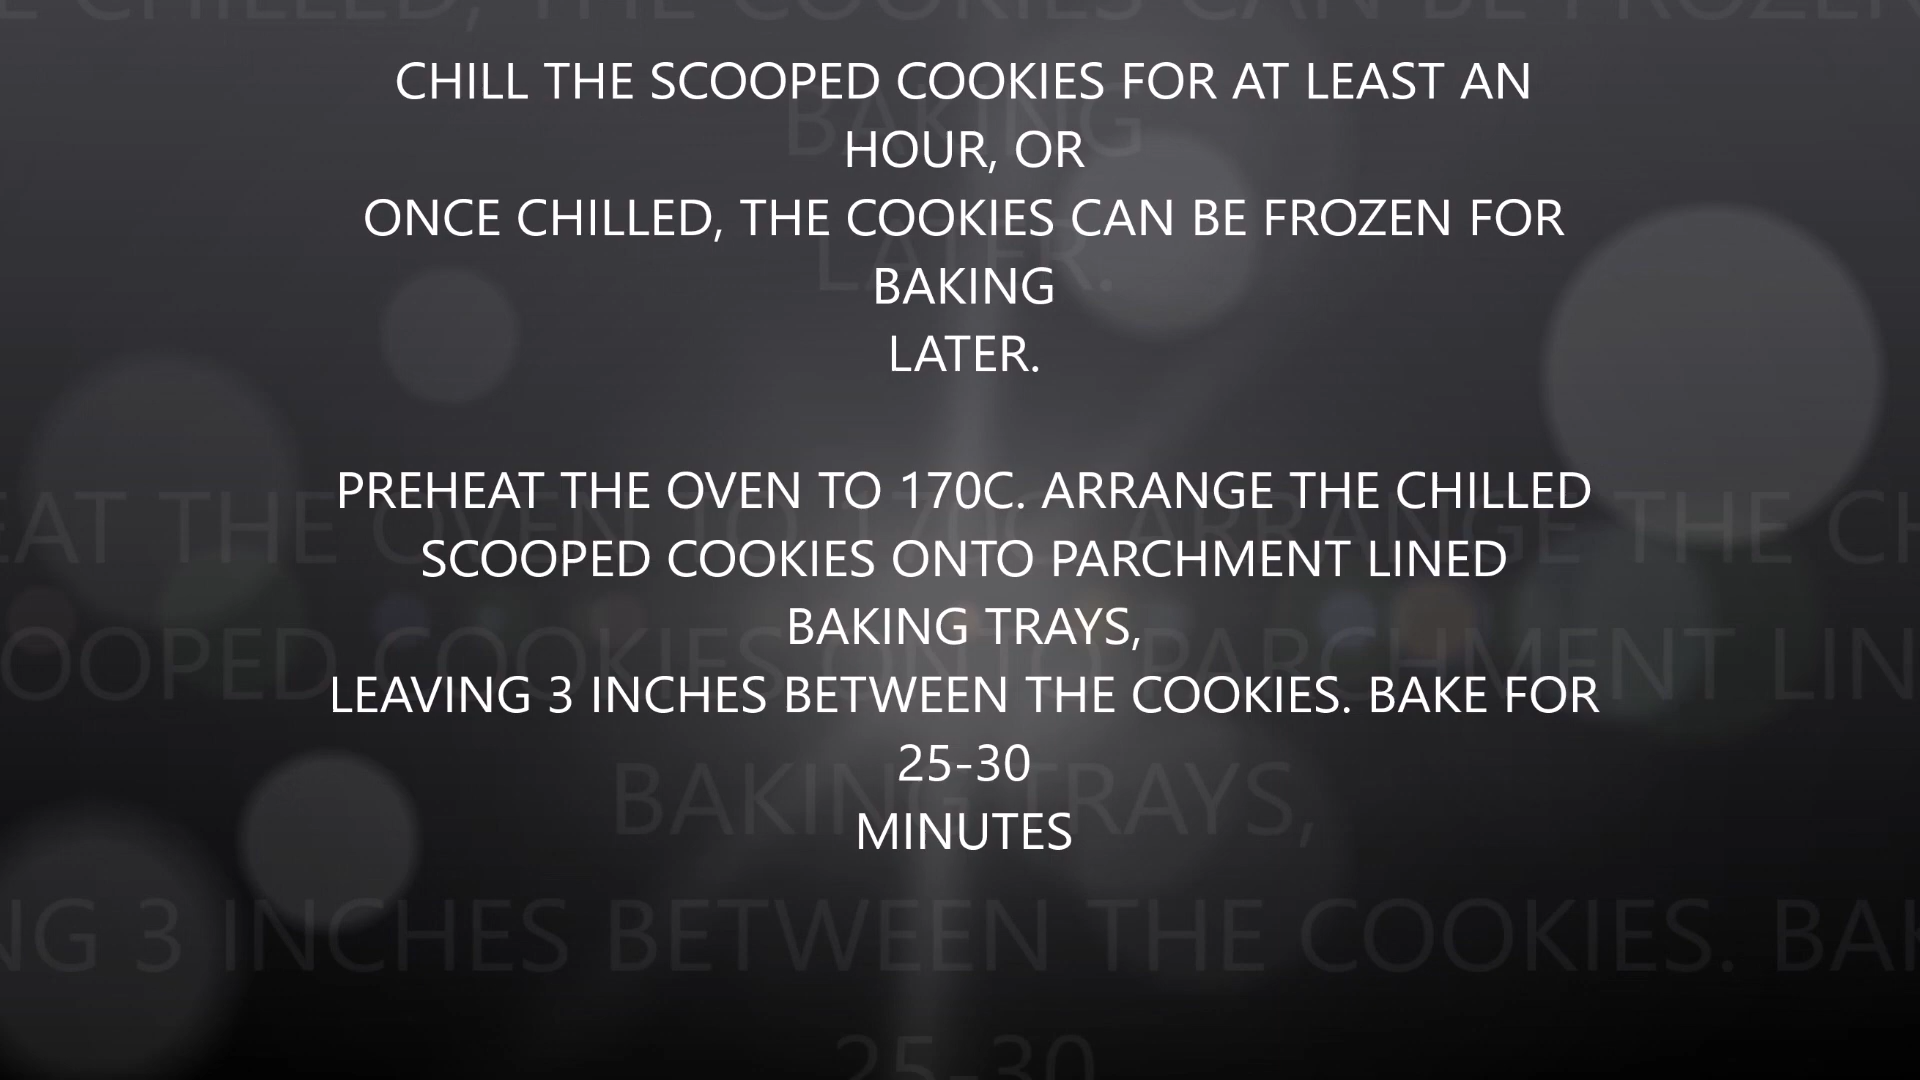 CHILL THE SCOOPED COOKIES FOR AT LEAST AN
HOUR, OR
ONCE CHILLED, THE COOKIES CAN BE FROZEN FOR
BAKING
LATER.
PREHEAT THE OVEN TO 170C. ARRANGE THE CHILLED
SCOOPED COOKIES ONTO PARCHMENT LINED
BAKING TRAYS,
LEAVING 3 INCHES BETWEEN THE COOKIES. BAKE FOR
25-30
MINUTES